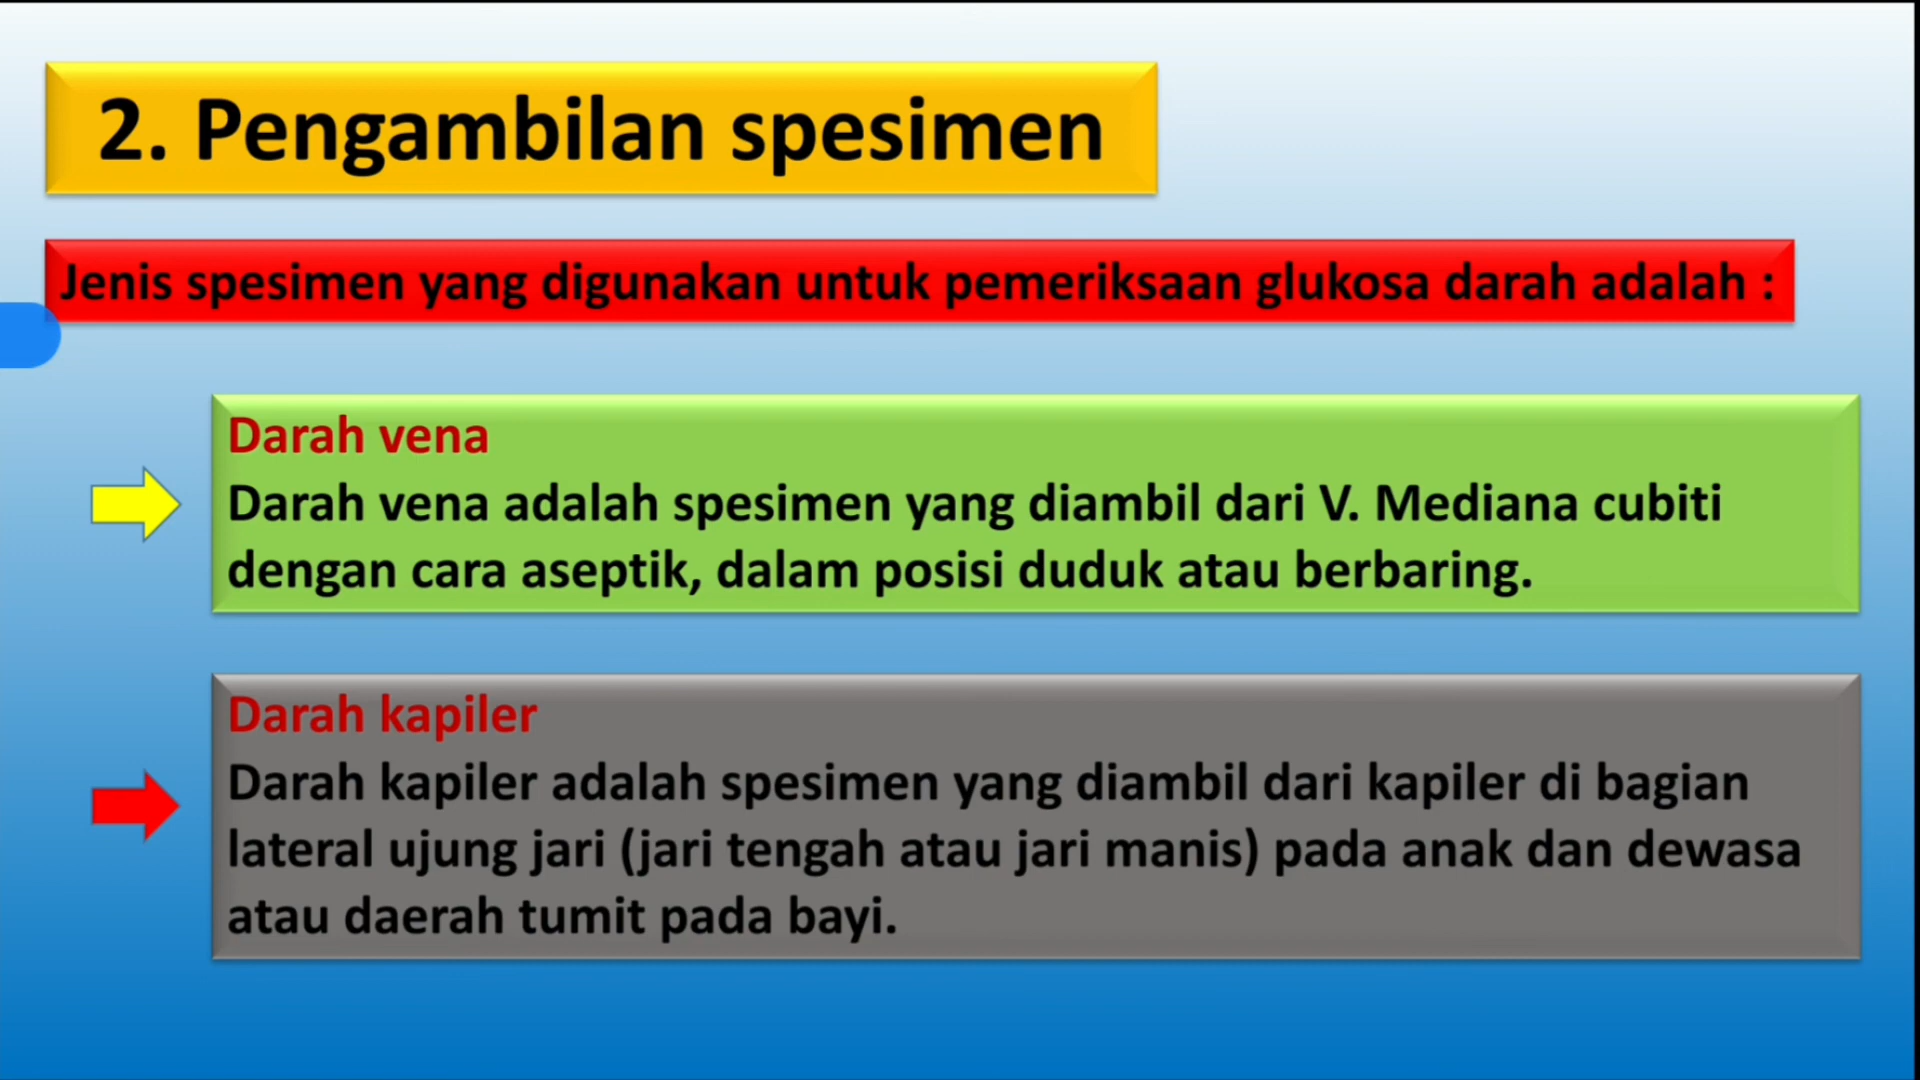 2. Pengambilan spesimen
Jenis spesimen yang digunakan untuk pemeriksaan glukosa darah adalah :
Darah vena
Darah vena adalah spesimen yang diambil dari V. Mediana cubiti
dengan cara aseptik, dalam posisi duduk atau berbaring.
Darah kapiler
Darah kapiler adalah spesimen yang diambil dari kapiler di bagian
lateral ujung jari (jari tengah atau jari manis) pada anak dan dewasa
atau daerah tumit pada bayi.